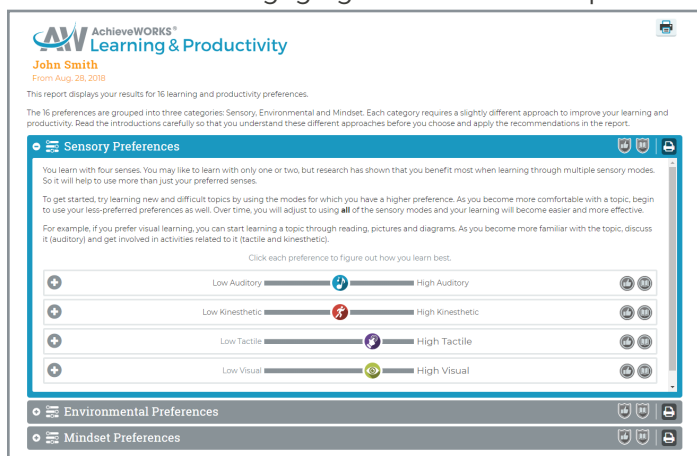 AchieveWORKS®
Learning & Productivity
John Smith
From Aug. 28, 2018
This report displays your results for 16 learning and productivity preferences.
The 16 preferences are grouped into three categories: Sensory, Environmental and Mindset. Each category requires a slightly different approach to improve your learning and
productivity. Read the introductions carefully so that you understand these different approaches before you choose and apply the recommendations in the report.
Sensory Preferences
You learn with four senses. You may like to learn with only one or two, but research has shown that you benefit most when learning through multiple sensory modes.
So it will help to use more than just your preferred senses.
To get started, try learning new and difficult topics by using the modes for which you have a higher preference. As you become more comfortable with a topic, begin
to use your less-preferred preferences as well. Over time, you will adjust to using all of the sensory modes and your learning will become easier and more effective.
For example, if you prefer visual learning, you can start learning a topic through reading, pictures and diagrams. As you become more familiar with the topic, discuss
it (auditory) and get involved in activities related to it (tactile and kinesthetic).
Click each preference to figure out how you learn best.
Low Auditory High Auditory
Low Kinesthetic High Kinesthetic
Low Tactile High Tactile
Low Visual High Visual
Environmental Preferences
Mindset Preferences